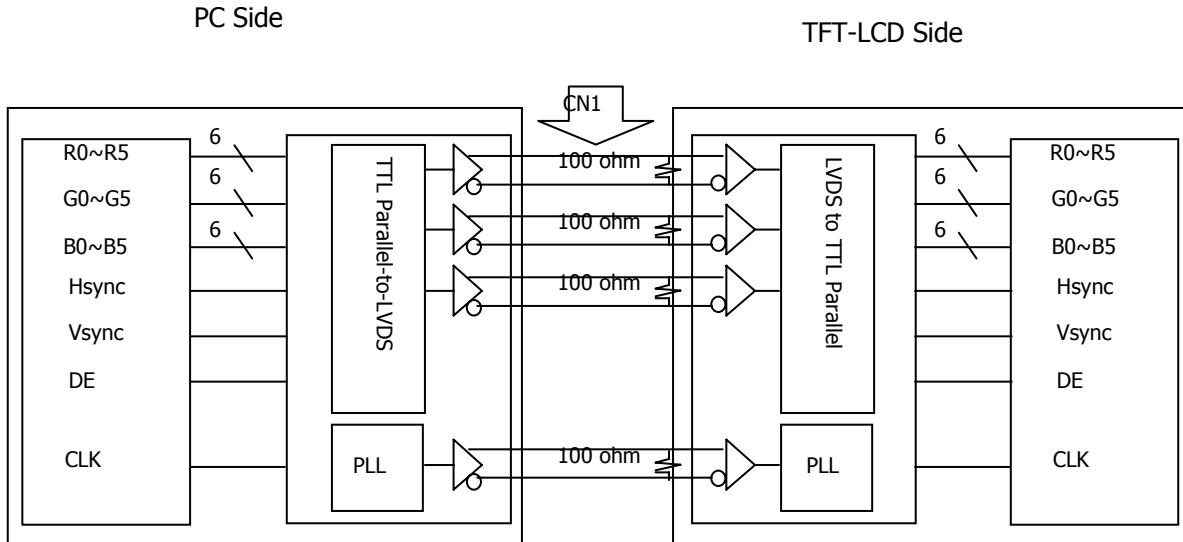 PC Side
TFT-LCD Side
CN1
R0~R5
6
G0~G5
6
B0~B5
6
Hsync
Vsync
DE
CLK
TTL Parallel-to-LVDS
PLL
100 ohm
100 ohm
100 ohm
100 ohm
LVDS to TTL Parallel
PLL
6
R0~R5
6
G0~G5
6
B0~B5
Hsync
Vsync
DE
CLK